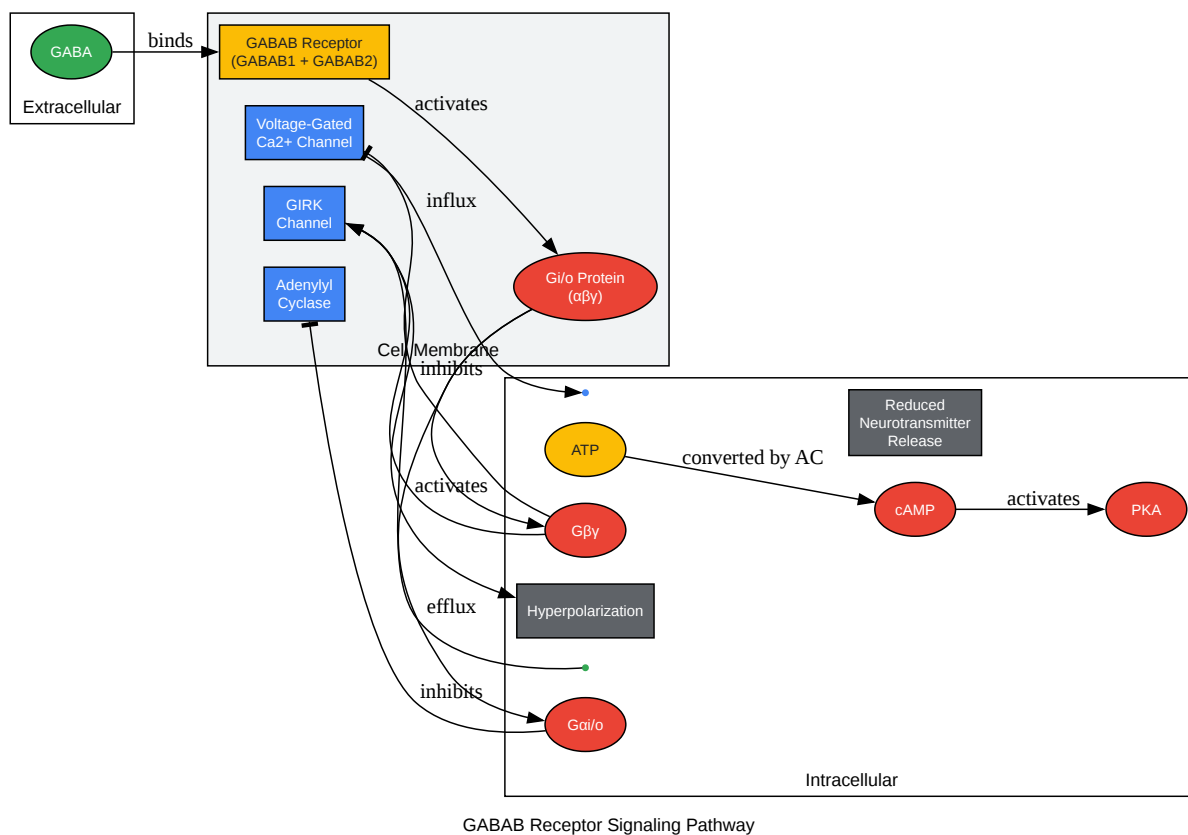 GABA
binds
Extracellular
GABAB Receptor
(GABAB1 + GABAB2)
activates
Voltage-Gated
Ca2+ Channel
influx
GIRK
Channel
Adenylyl
Cyclase
Gi/o Protein
(αβγ)
Cell Membrane
inhibits
Reduced
Neurotransmitter
Release
ATP
converted by AC
cAMP
activates
PKA
activates
Gβγ
Hyperpolarization
efflux
inhibits
Gαi/o
Intracellular
GABAB Receptor Signaling Pathway